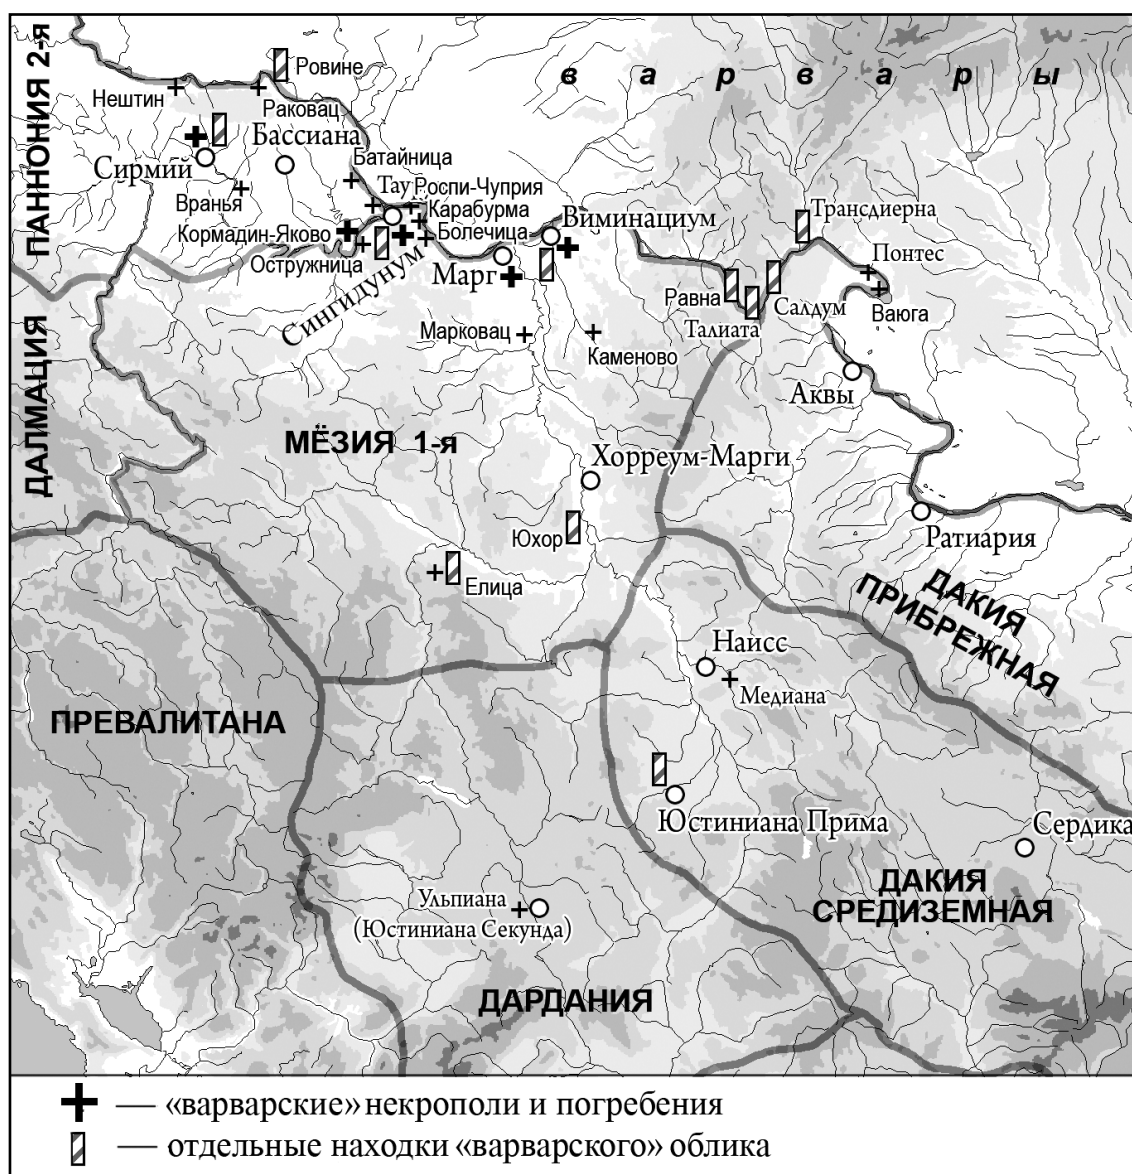 ПАННОНИЯ 2-я
варвары
Ровине
Нештин
Раковац
Бассиана
Сирмий
Батайница
Вранья
Тау
Роспи-Чуприя
Карабурма
Кормадин-Яково
Болечица
Виминациум
Трансдиерна
Остружница
Сингидунум
Марг
Понтес
Равна
Салдум
Ваюга
Талиата
Марковац
Каменово
ДАЛМАЦИЯ
Аквы
МЁЗИЯ 1-я
Хорреум-Марги
Юхор
Ратиария
Елица
ДАКИЯ
ПРИБРЕЖНАЯ
Наисс
Медиана
ПРЕВАЛИТАНА
Юстиниана Прима
Сердика
ДАКИЯ
СРЕДИЗЕМНАЯ
Ульпиана
(Юстиниана Секунда)
ДАРДАНИЯ
— «варварские» некрополи и погребения
— отдельные находки «варварского» облика